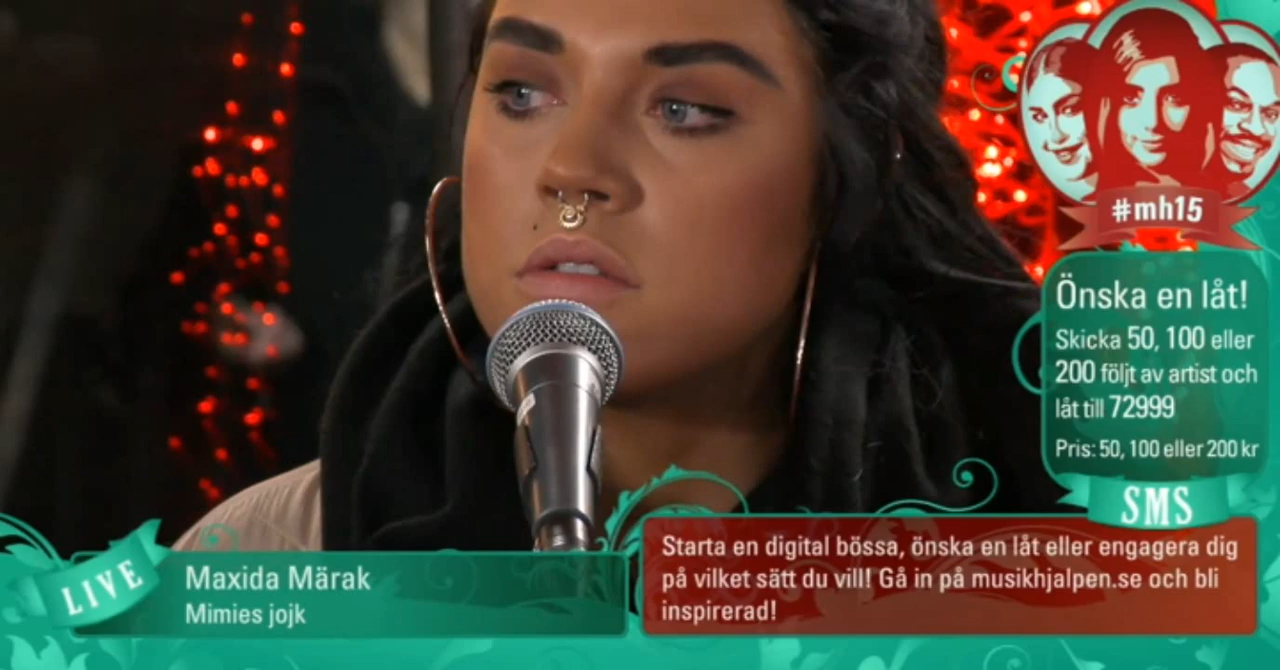 #mh15
Önska en låt!
Skicka 50, 100 eller
200 följt av artist och
låt till 72999
Pris: 50, 100 eller 200 kr
SMS
LIVE
Maxida Märak
Mimies jojk
Starta en digital bössa, önska en låt eller engagera dig
på vilket sätt du vill! Gå in på musikhjalpen.se och bli
inspirerad!